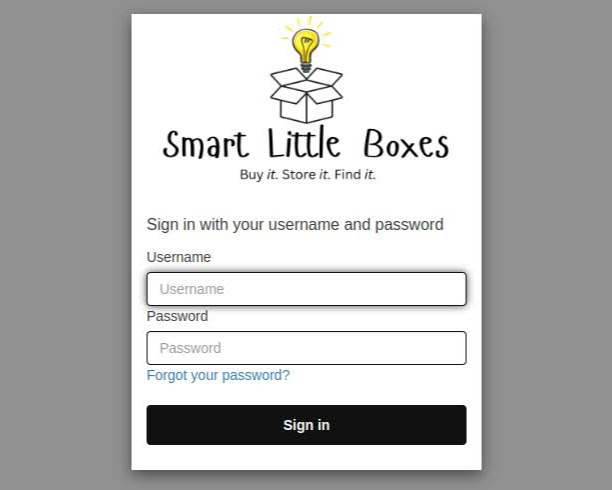 Smart Little Boxes
Buy it. Store it. Find it.
Sign in with your username and password
Username
Username
Password
Password
Forgot your password?
Sign in